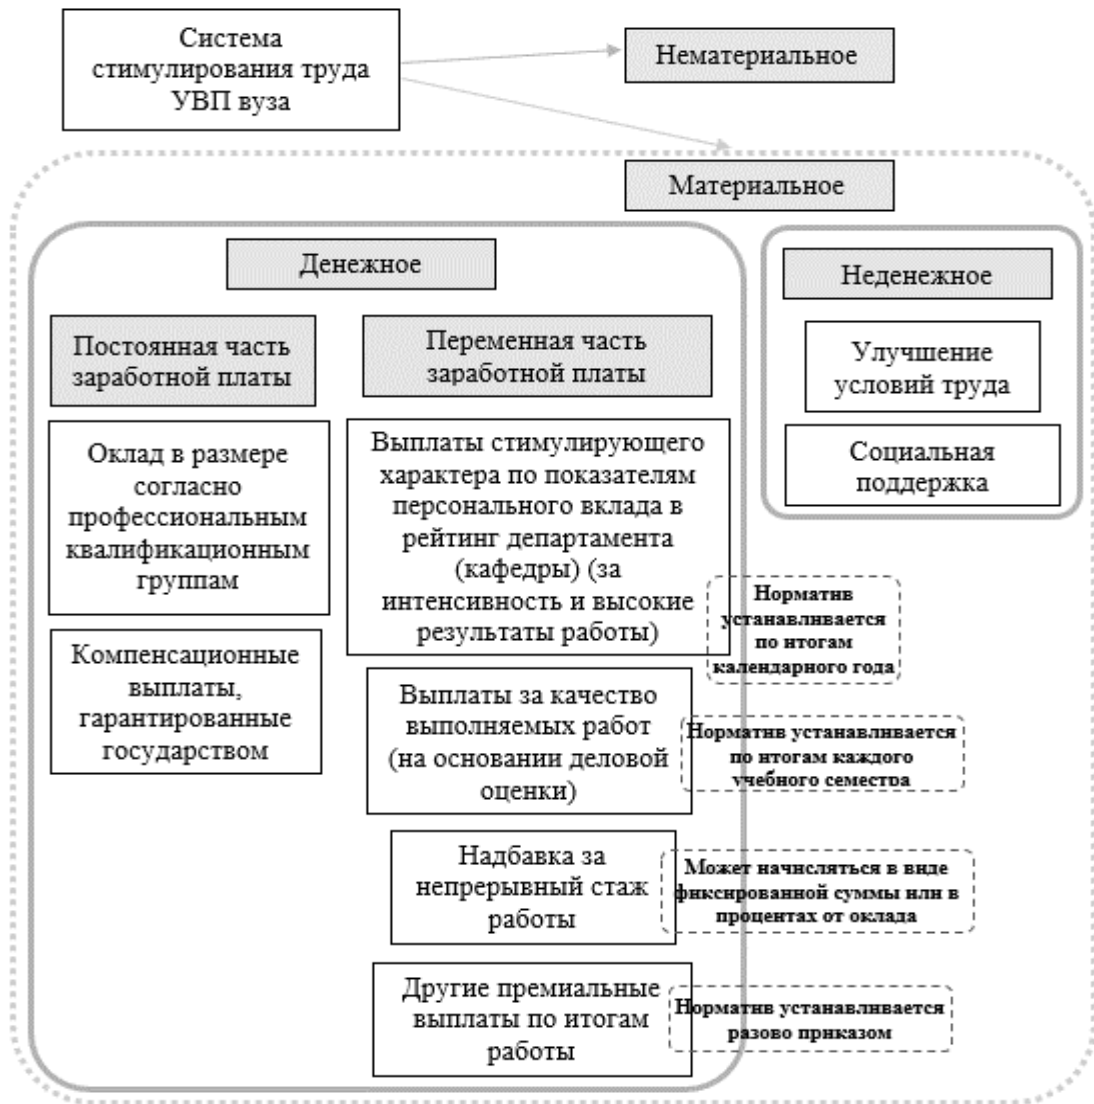 Система
стимулирования труда
УВП вуза
Нематериальное
Материальное
Денежное
Неденежное
Постоянная часть
заработной платы
Переменная часть
заработной платы
Улучшение
условий труда
Социальная
поддержка
Оклад в размере
согласно
профессиональным
квалификационным
группам
Компенсационные
выплаты,
гарантированные
государством
Выплаты стимулирующего
характера по показателям
персонального вклада в
рейтинг департамента
(кафедры) (за
интенсивность и высокие
результаты работы)
Норматив
устанавливается
по итогам
календарного года
Выплаты за качество
выполняемых работ
(на основании деловой
оценки)
Норматив устанавливается
по итогам каждого
учебного семестра
Надбавка за
непрерывный стаж
работы
Может начисляться в виде
фиксированной суммы или в
процентах от оклада
Другие премиальные
выплаты по итогам
работы
Норматив устанавливается
разово приказом